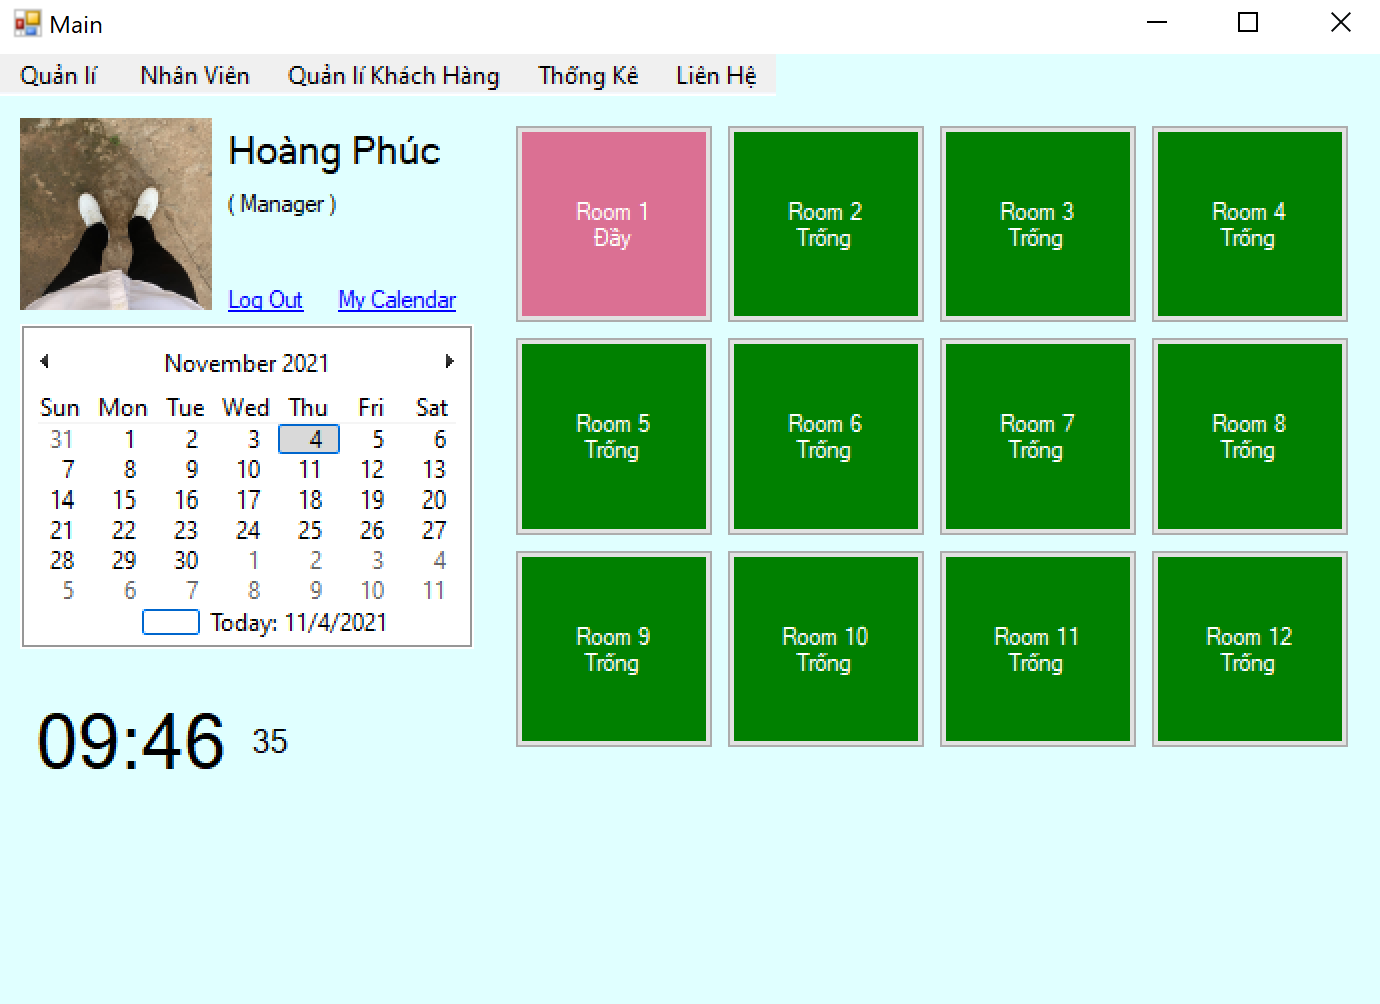 Main
Quản lí Nhân Viên Quản lí Khách Hàng Thống Kê Liên Hệ
Hoàng Phúc
( Manager )
Log Out My Calendar
November 2021
Sun Mon Tue Wed Thu Fri Sat
31 1 2 3 4 5 6
7 8 9 10 11 12 13
14 15 16 17 18 19 20
21 22 23 24 25 26 27
28 29 30 1 2 3 4
5 6 7 8 9 10 11
Today: 11/4/2021
09:46 35
Room 1
Đầy
Room 2
Trống
Room 3
Trống
Room 4
Trống
Room 5
Trống
Room 6
Trống
Room 7
Trống
Room 8
Trống
Room 9
Trống
Room 10
Trống
Room 11
Trống
Room 12
Trống